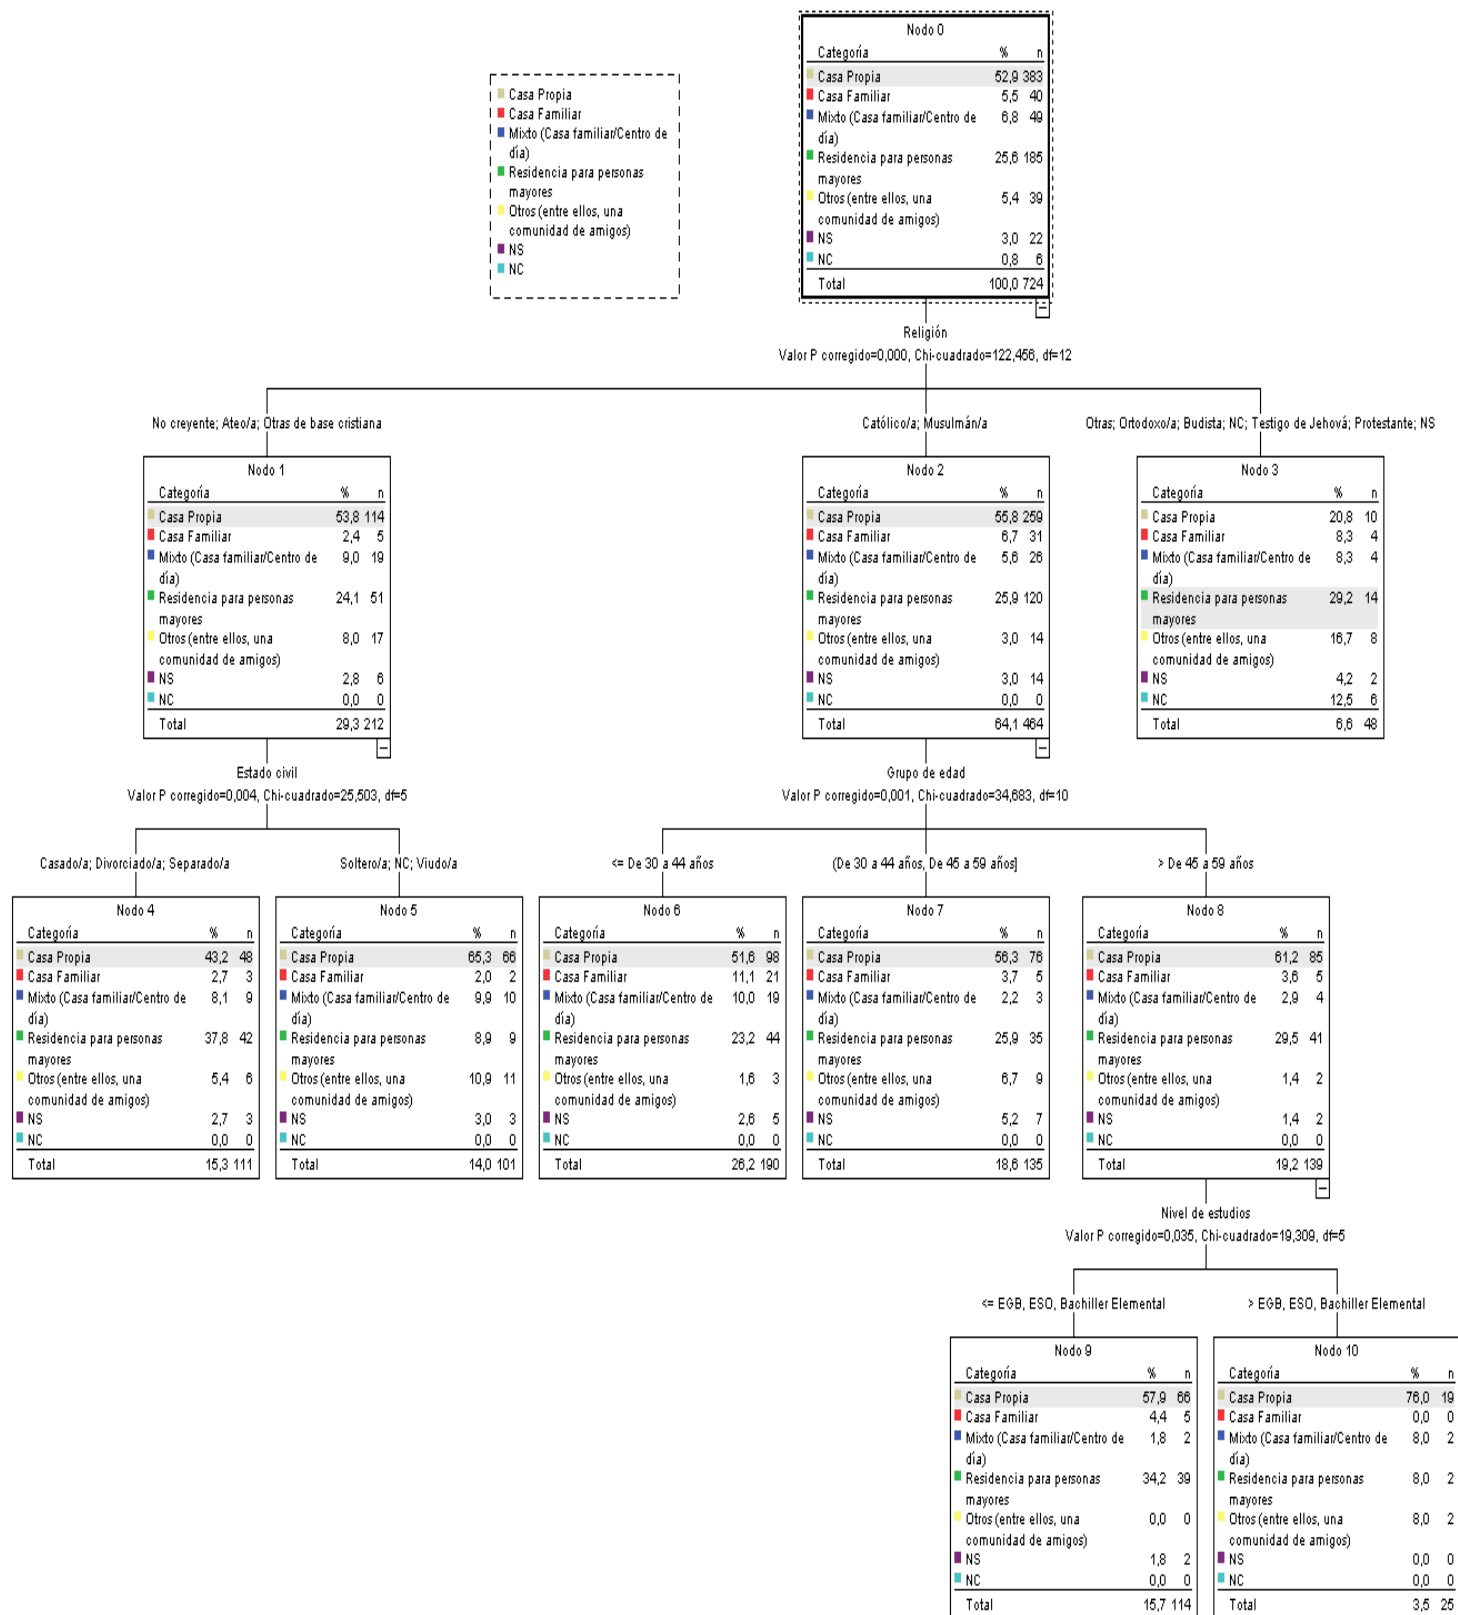 Nodo 0
Categoría % n
Casa Propia 52,9 383
Casa Familiar 5,5 40
Mixto (Casa familiar/Centro de 6,8 49
día)
Residencia para personas 25,6 185
mayores
Otros (entre ellos, una 5,4 39
comunidad de amigos)
NS 3,0 22
NC 0,8 6
Total 100,0 724
Casa Propia
Casa Familiar
Mixto (Casa familiar/Centro de
día)
Residencia para personas
mayores
Otros (entre ellos, una
comunidad de amigos)
NS
NC
Religión
Valor P corregido=0,000, Chi-cuadrado=122,456, df=12
No creyente; Ateo/a; Otras de base cristiana
Católico/a; Musulmán/a
Otras; Ortodoxo/a; Budista; NC; Testigo de Jehová; Protestante; NS
Nodo 1
Categoría % n
Casa Propia 53,8 114
Casa Familiar 2,4 5
Mixto (Casa familiar/Centro de 9,0 19
día)
Residencia para personas 24,1 51
mayores
Otros (entre ellos, una 8,0 17
comunidad de amigos)
NS 2,8 6
NC 0,0 0
Total 29,3 212
Nodo 2
Categoría % n
Casa Propia 55,8 259
Casa Familiar 6,7 31
Mixto (Casa familiar/Centro de 5,6 26
día)
Residencia para personas 25,9 120
mayores
Otros (entre ellos, una 3,0 14
comunidad de amigos)
NS 3,0 14
NC 0,0 0
Total 64,1 464
Nodo 3
Categoría % n
Casa Propia 20,8 10
Casa Familiar 8,3 4
Mixto (Casa familiar/Centro de 8,3 4
día)
Residencia para personas 29,2 14
mayores
Otros (entre ellos, una 16,7 8
comunidad de amigos)
NS 4,2 2
NC 12,5 6
Total 6,6 48
Estado civil
Valor P corregido=0,004, Chi-cuadrado=25,503, df=5
Grupo de edad
Valor P corregido=0,001, Chi-cuadrado=34,683, df=10
Casado/a; Divorciado/a; Separado/a
Soltero/a; NC; Viudo/a
<= De 30 a 44 años
(De 30 a 44 años, De 45 a 59 años]
> De 45 a 59 años
Nodo 4
Categoría % n
Casa Propia 43,2 48
Casa Familiar 2,7 3
Mixto (Casa familiar/Centro de 8,1 9
día)
Residencia para personas 37,8 42
mayores
Otros (entre ellos, una 5,4 6
comunidad de amigos)
NS 2,7 3
NC 0,0 0
Total 15,3 111
Nodo 5
Categoría % n
Casa Propia 65,3 66
Casa Familiar 2,0 2
Mixto (Casa familiar/Centro de 9,9 10
día)
Residencia para personas 8,9 9
mayores
Otros (entre ellos, una 10,9 11
comunidad de amigos)
NS 3,0 3
NC 0,0 0
Total 14,0 101
Nodo 6
Categoría % n
Casa Propia 51,6 98
Casa Familiar 11,1 21
Mixto (Casa familiar/Centro de 10,0 19
día)
Residencia para personas 23,2 44
mayores
Otros (entre ellos, una 1,6 3
comunidad de amigos)
NS 2,6 5
NC 0,0 0
Total 26,2 190
Nodo 7
Categoría % n
Casa Propia 56,3 76
Casa Familiar 3,7 5
Mixto (Casa familiar/Centro de 2,2 3
día)
Residencia para personas 25,9 35
mayores
Otros (entre ellos, una 6,7 9
comunidad de amigos)
NS 5,2 7
NC 0,0 0
Total 18,6 135
Nodo 8
Categoría % n
Casa Propia 61,2 85
Casa Familiar 3,6 5
Mixto (Casa familiar/Centro de 2,9 4
día)
Residencia para personas 29,5 41
mayores
Otros (entre ellos, una 1,4 2
comunidad de amigos)
NS 1,4 2
NC 0,0 0
Total 19,2 139
Nivel de estudios
Valor P corregido=0,035, Chi-cuadrado=19,309, df=5
<= EGB, ESO, Bachiller Elemental
> EGB, ESO, Bachiller Elemental
Nodo 9
Categoría % n
Casa Propia 57,9 66
Casa Familiar 4,4 5
Mixto (Casa familiar/Centro de 1,8 2
día)
Residencia para personas 34,2 39
mayores
Otros (entre ellos, una 0,0 0
comunidad de amigos)
NS 1,8 2
NC 0,0 0
Total 15,7 114
Nodo 10
Categoría % n
Casa Propia 76,0 19
Casa Familiar 0,0 0
Mixto (Casa familiar/Centro de 8,0 2
día)
Residencia para personas 8,0 2
mayores
Otros (entre ellos, una 8,0 2
comunidad de amigos)
NS 0,0 0
NC 0,0 0
Total 3,5 25